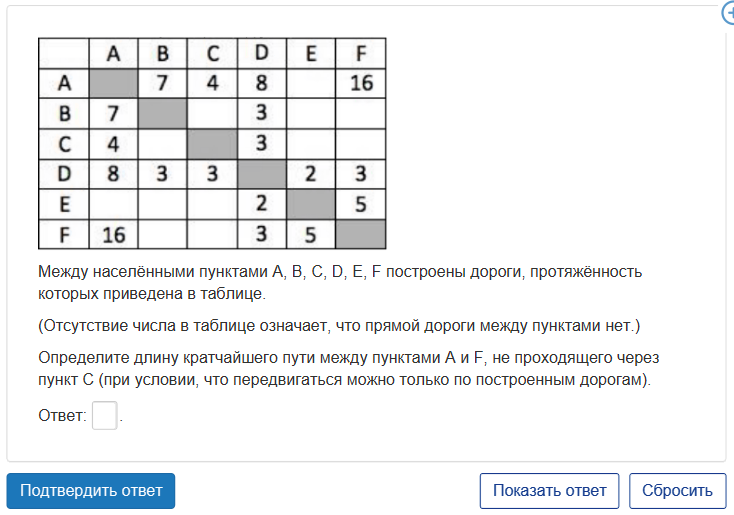 A B C D E F
A 7 4 8 16
B 7 3
C 4 3
D 8 3 3 2 3
E 2 5
F 16 3 5
Между населёнными пунктами A, B, C, D, E, F построены дороги, протяжённость
которых приведена в таблице.
(Отсутствие числа в таблице означает, что прямой дороги между пунктами нет.)
Определите длину кратчайшего пути между пунктами A и F, не проходящего через
пункт C (при условии, что передвигаться можно только по построенным дорогам).
Ответ: .
Подтвердить ответ Показать ответ Сбросить